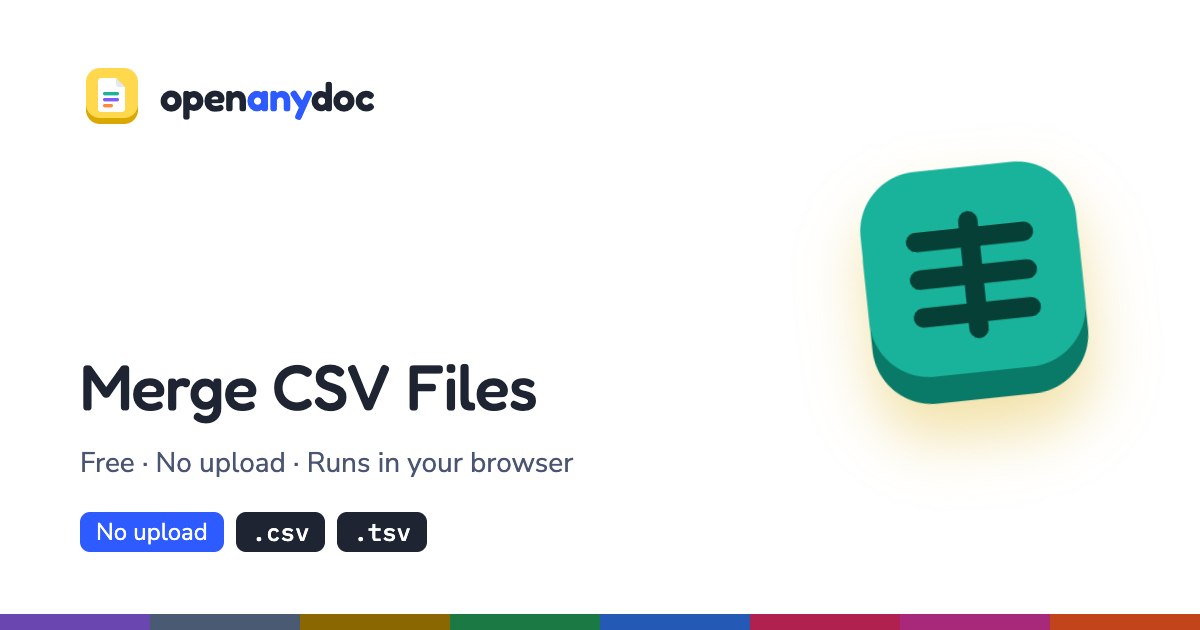 openanydoc
Merge CSV Files
Free · No upload · Runs in your browser
No upload .csv .tsv